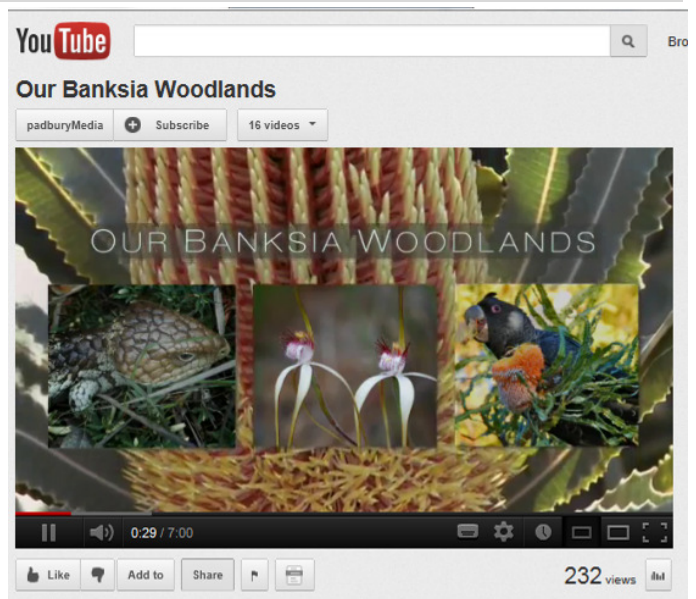 YouTube
Bro
Our Banksia Woodlands
padburyMedia Subscribe 16 videos
OUR BANKSIA WOODLANDS
0:29 / 7:00
Like Add to Share 232 views